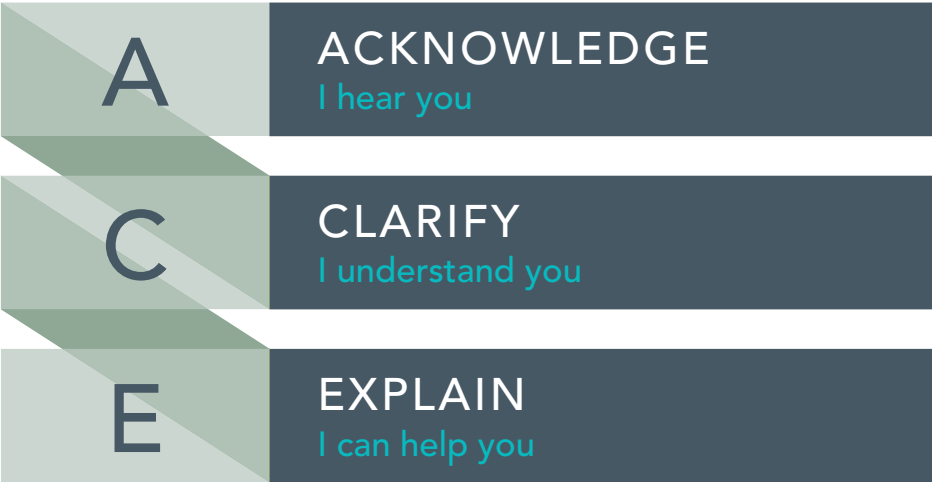 A
ACKNOWLEDGE
I hear you
C
CLARIFY
I understand you
E
EXPLAIN
I can help you